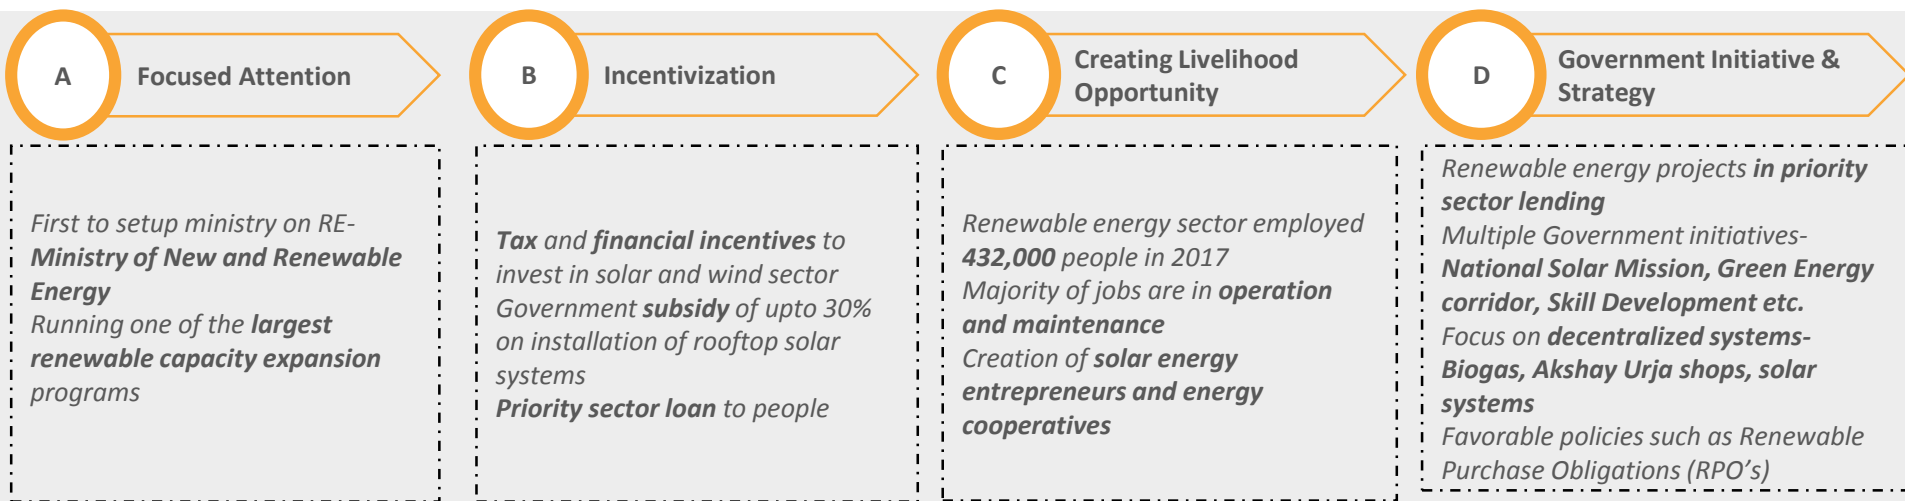 A
Focused Attention
First to setup ministry on RE-
Ministry of New and Renewable
Energy
Running one of the largest
renewable capacity expansion
programs
B
Incentivization
Tax and financial incentives to
invest in solar and wind sector
Government subsidy of upto 30%
on installation of rooftop solar
systems
Priority sector loan to people
C
Creating Livelihood
Opportunity
Renewable energy sector employed
432,000 people in 2017
Majority of jobs are in operation
and maintenance
Creation of solar energy
entrepreneurs and energy
cooperatives
D
Government Initiative &
Strategy
Renewable energy projects in priority
sector lending
Multiple Government initiatives-
National Solar Mission, Green Energy
corridor, Skill Development etc.
Focus on decentralized systems-
Biogas, Akshay Urja shops, solar
systems
Favorable policies such as Renewable
Purchase Obligations (RPO's)